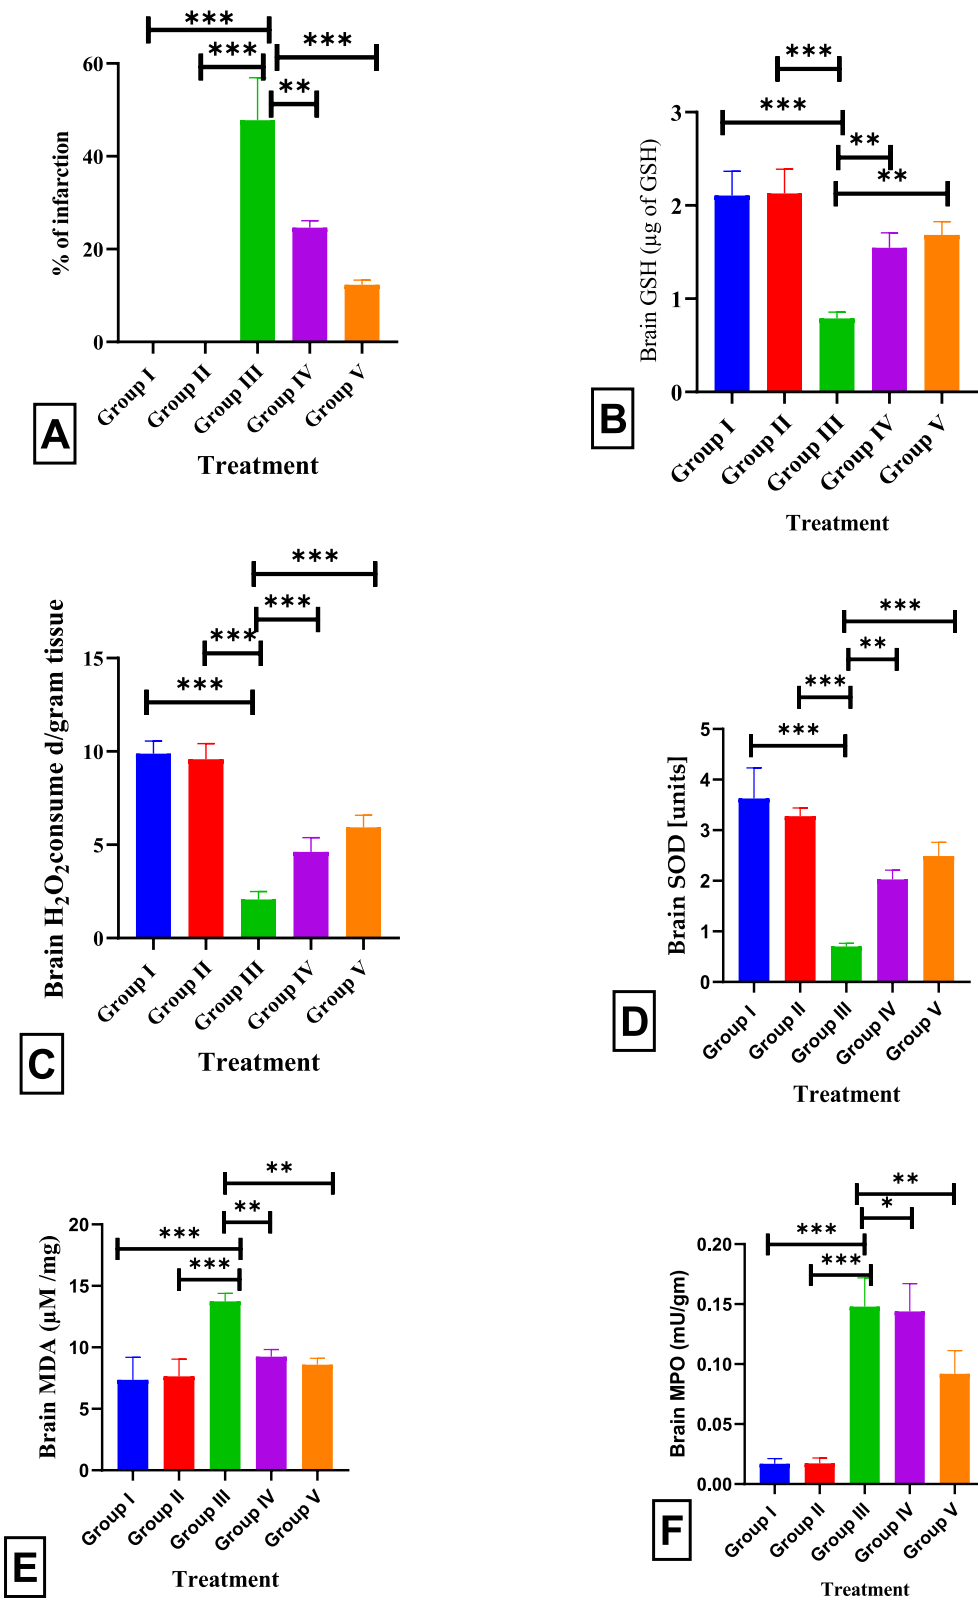 ***
***
***
**
60
40
20
0
% of infarction
Group I
Group II
Group III
Group IV
Group V
Treatment
A
***
***
**
**
3
2
1
0
Brain GSH (µg of GSH)
Group I
Group II
Group III
Group IV
Group V
Treatment
B
***
***
***
***
15
10
5
0
Brain H₂O₂consume d/gram tissue
Group I
Group II
Group III
Group IV
Group V
Treatment
C
***
**
***
***
5
4
3
2
1
0
Brain SOD [units]
Group I
Group II
Group III
Group IV
Group V
Treatment
D
**
**
***
***
20
15
10
5
0
Brain MDA (µM /mg)
Group I
Group II
Group III
Group IV
Group V
Treatment
E
**
*
***
***
0.20
0.15
0.10
0.05
0.00
Brain MPO (mU/gm)
Group I
Group II
Group III
Group IV
Group V
Treatment
F